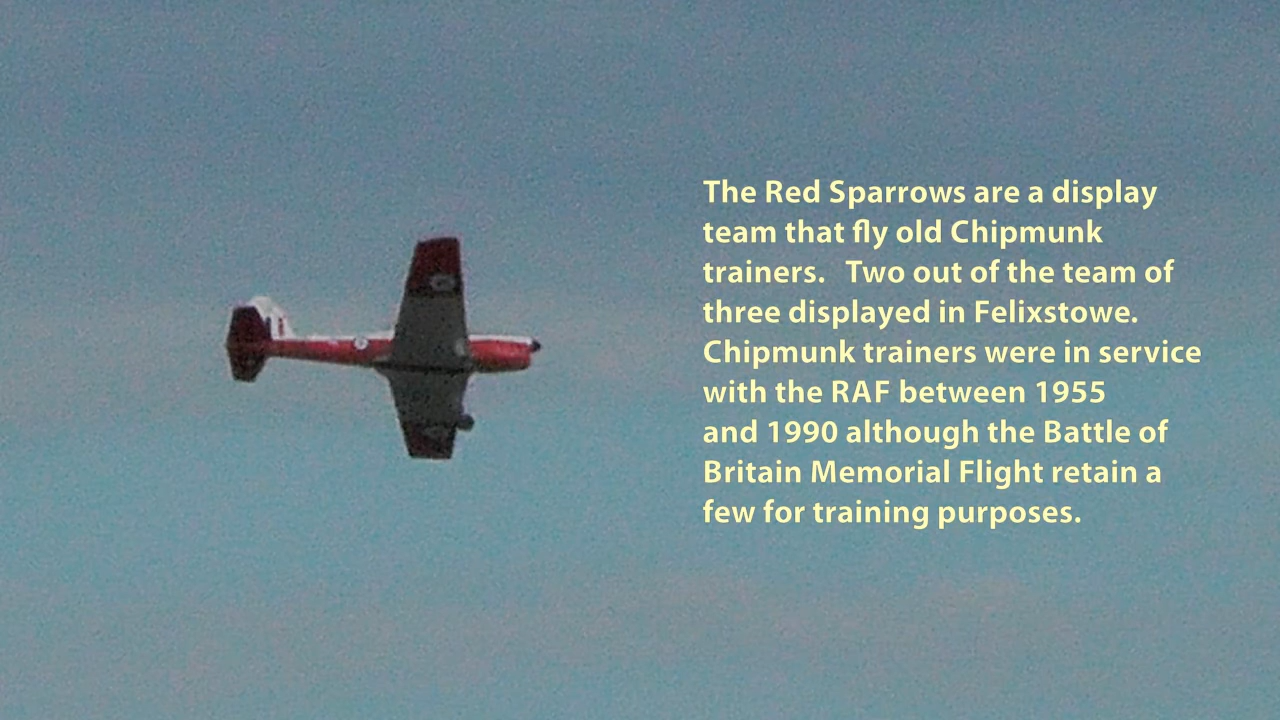 The Red Sparrows are a display
team that fly old Chipmunk
trainers.   Two out of the team of
three displayed in Felixstowe.
Chipmunk trainers were in service
with the RAF between 1955
and 1990 although the Battle of
Britain Memorial Flight retain a
few for training purposes.